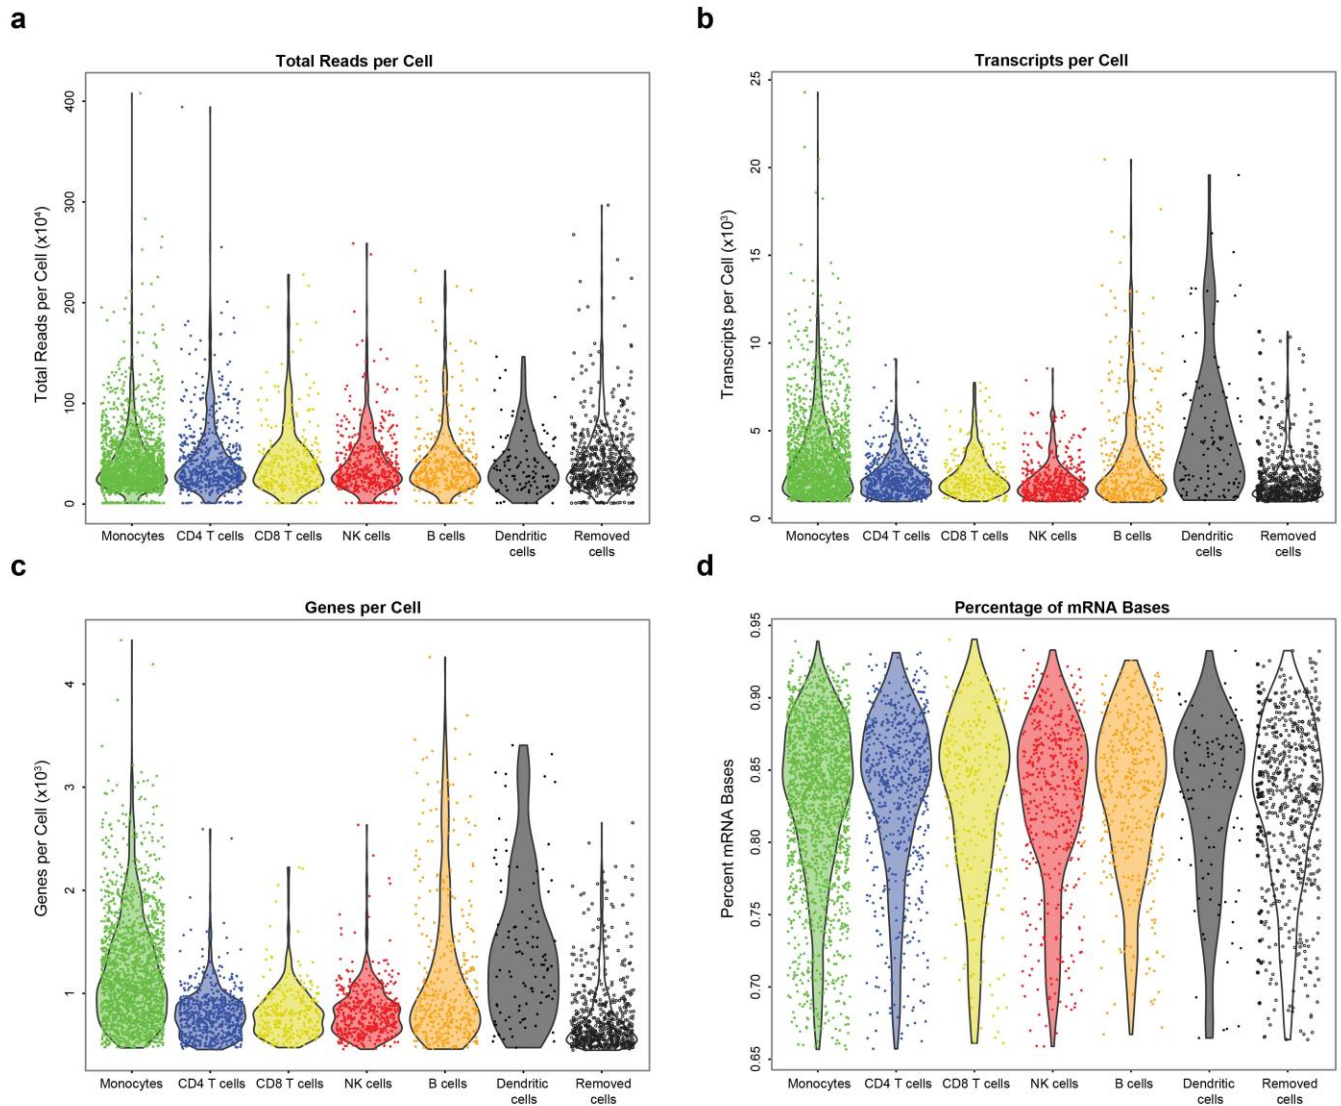 a
Total Reads per Cell
Total Reads per Cell (x10⁴)
400
300
200
100
0
Monocytes CD4 T cells CD8 T cells NK cells B cells Dendritic cells Removed cells
b
Transcripts per Cell
Transcripts per Cell (x10³)
25
20
15
10
5
0
Monocytes CD4 T cells CD8 T cells NK cells B cells Dendritic cells Removed cells
c
Genes per Cell
Genes per Cell (x10³)
4
3
2
1
Monocytes CD4 T cells CD8 T cells NK cells B cells Dendritic cells Removed cells
d
Percentage of mRNA Bases
Percent mRNA Bases
0.95
0.90
0.85
0.80
0.75
0.70
0.65
Monocytes CD4 T cells CD8 T cells NK cells B cells Dendritic cells Removed cells